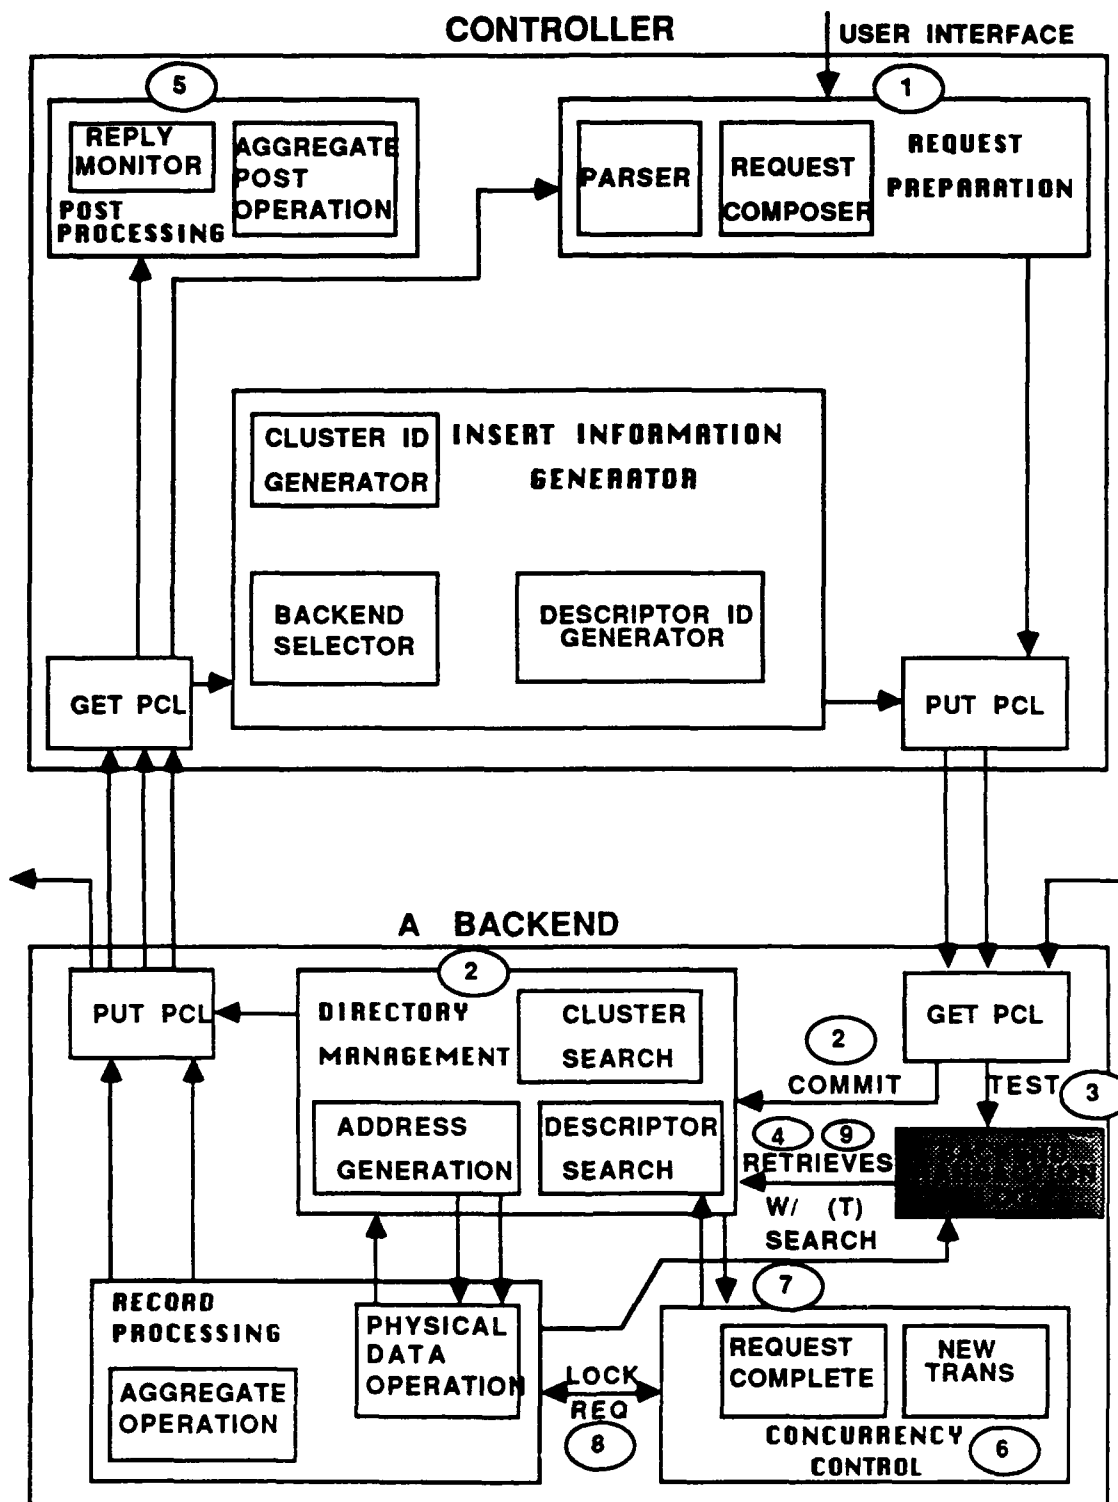 CONTROLLER
USER INTERFACE
5
1
REPLY
MONITOR
AGGREGATE
POST
OPERATION
POST
PROCESSING
PARSER
REQUEST
COMPOSER
REQUEST
PREPARATION
CLUSTER ID
GENERATOR
INSERT INFORMATION
GENERATOR
BACKEND
SELECTOR
DESCRIPTOR ID
GENERATOR
GET PCL
PUT PCL
A BACKEND
2
PUT PCL
DIRECTORY
MANAGEMENT
CLUSTER
SEARCH
GET PCL
2
COMMIT
TEST
3
ADDRESS
GENERATION
DESCRIPTOR
SEARCH
4
9
RETRIEVES
W/ (T)
SEARCH
BACKEND
7
RECORD
PROCESSING
PHYSICAL
DATA
OPERATION
AGGREGATE
OPERATION
LOCK
REQ
8
REQUEST
COMPLETE
NEW
TRANS
CONCURRENCY
CONTROL
6